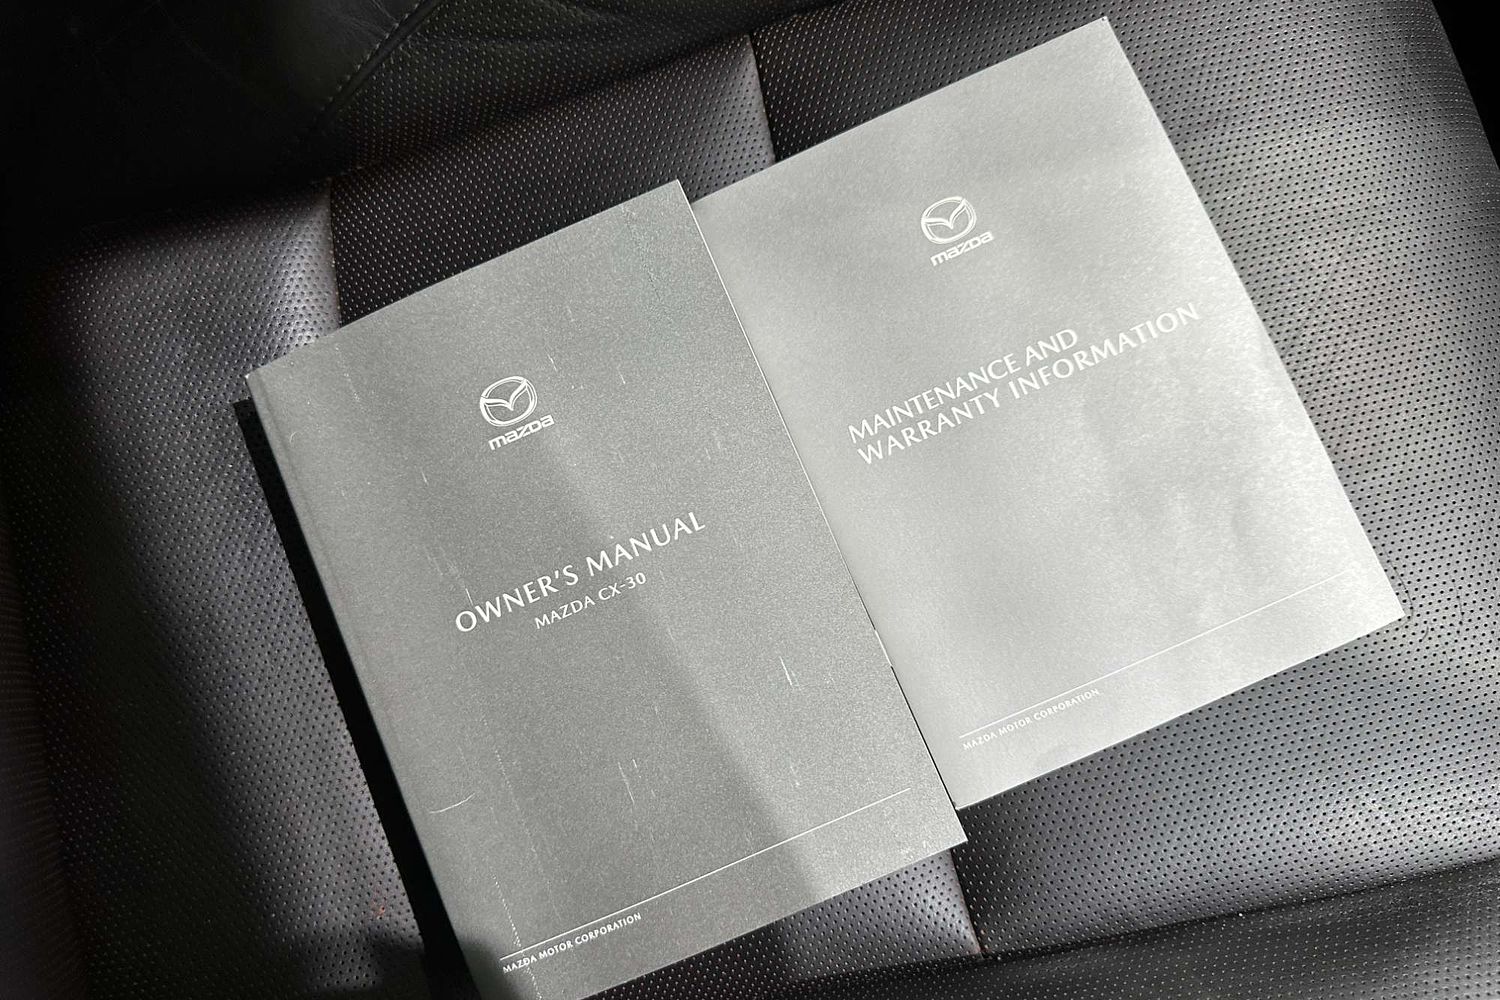 mazda
OWNER'S MANUAL
MAZDA CX-30
MAZDA MOTOR CORPORATION
mazda
MAINTENANCE AND
WARRANTY INFORMATION
MAZDA MOTOR CORPORATION